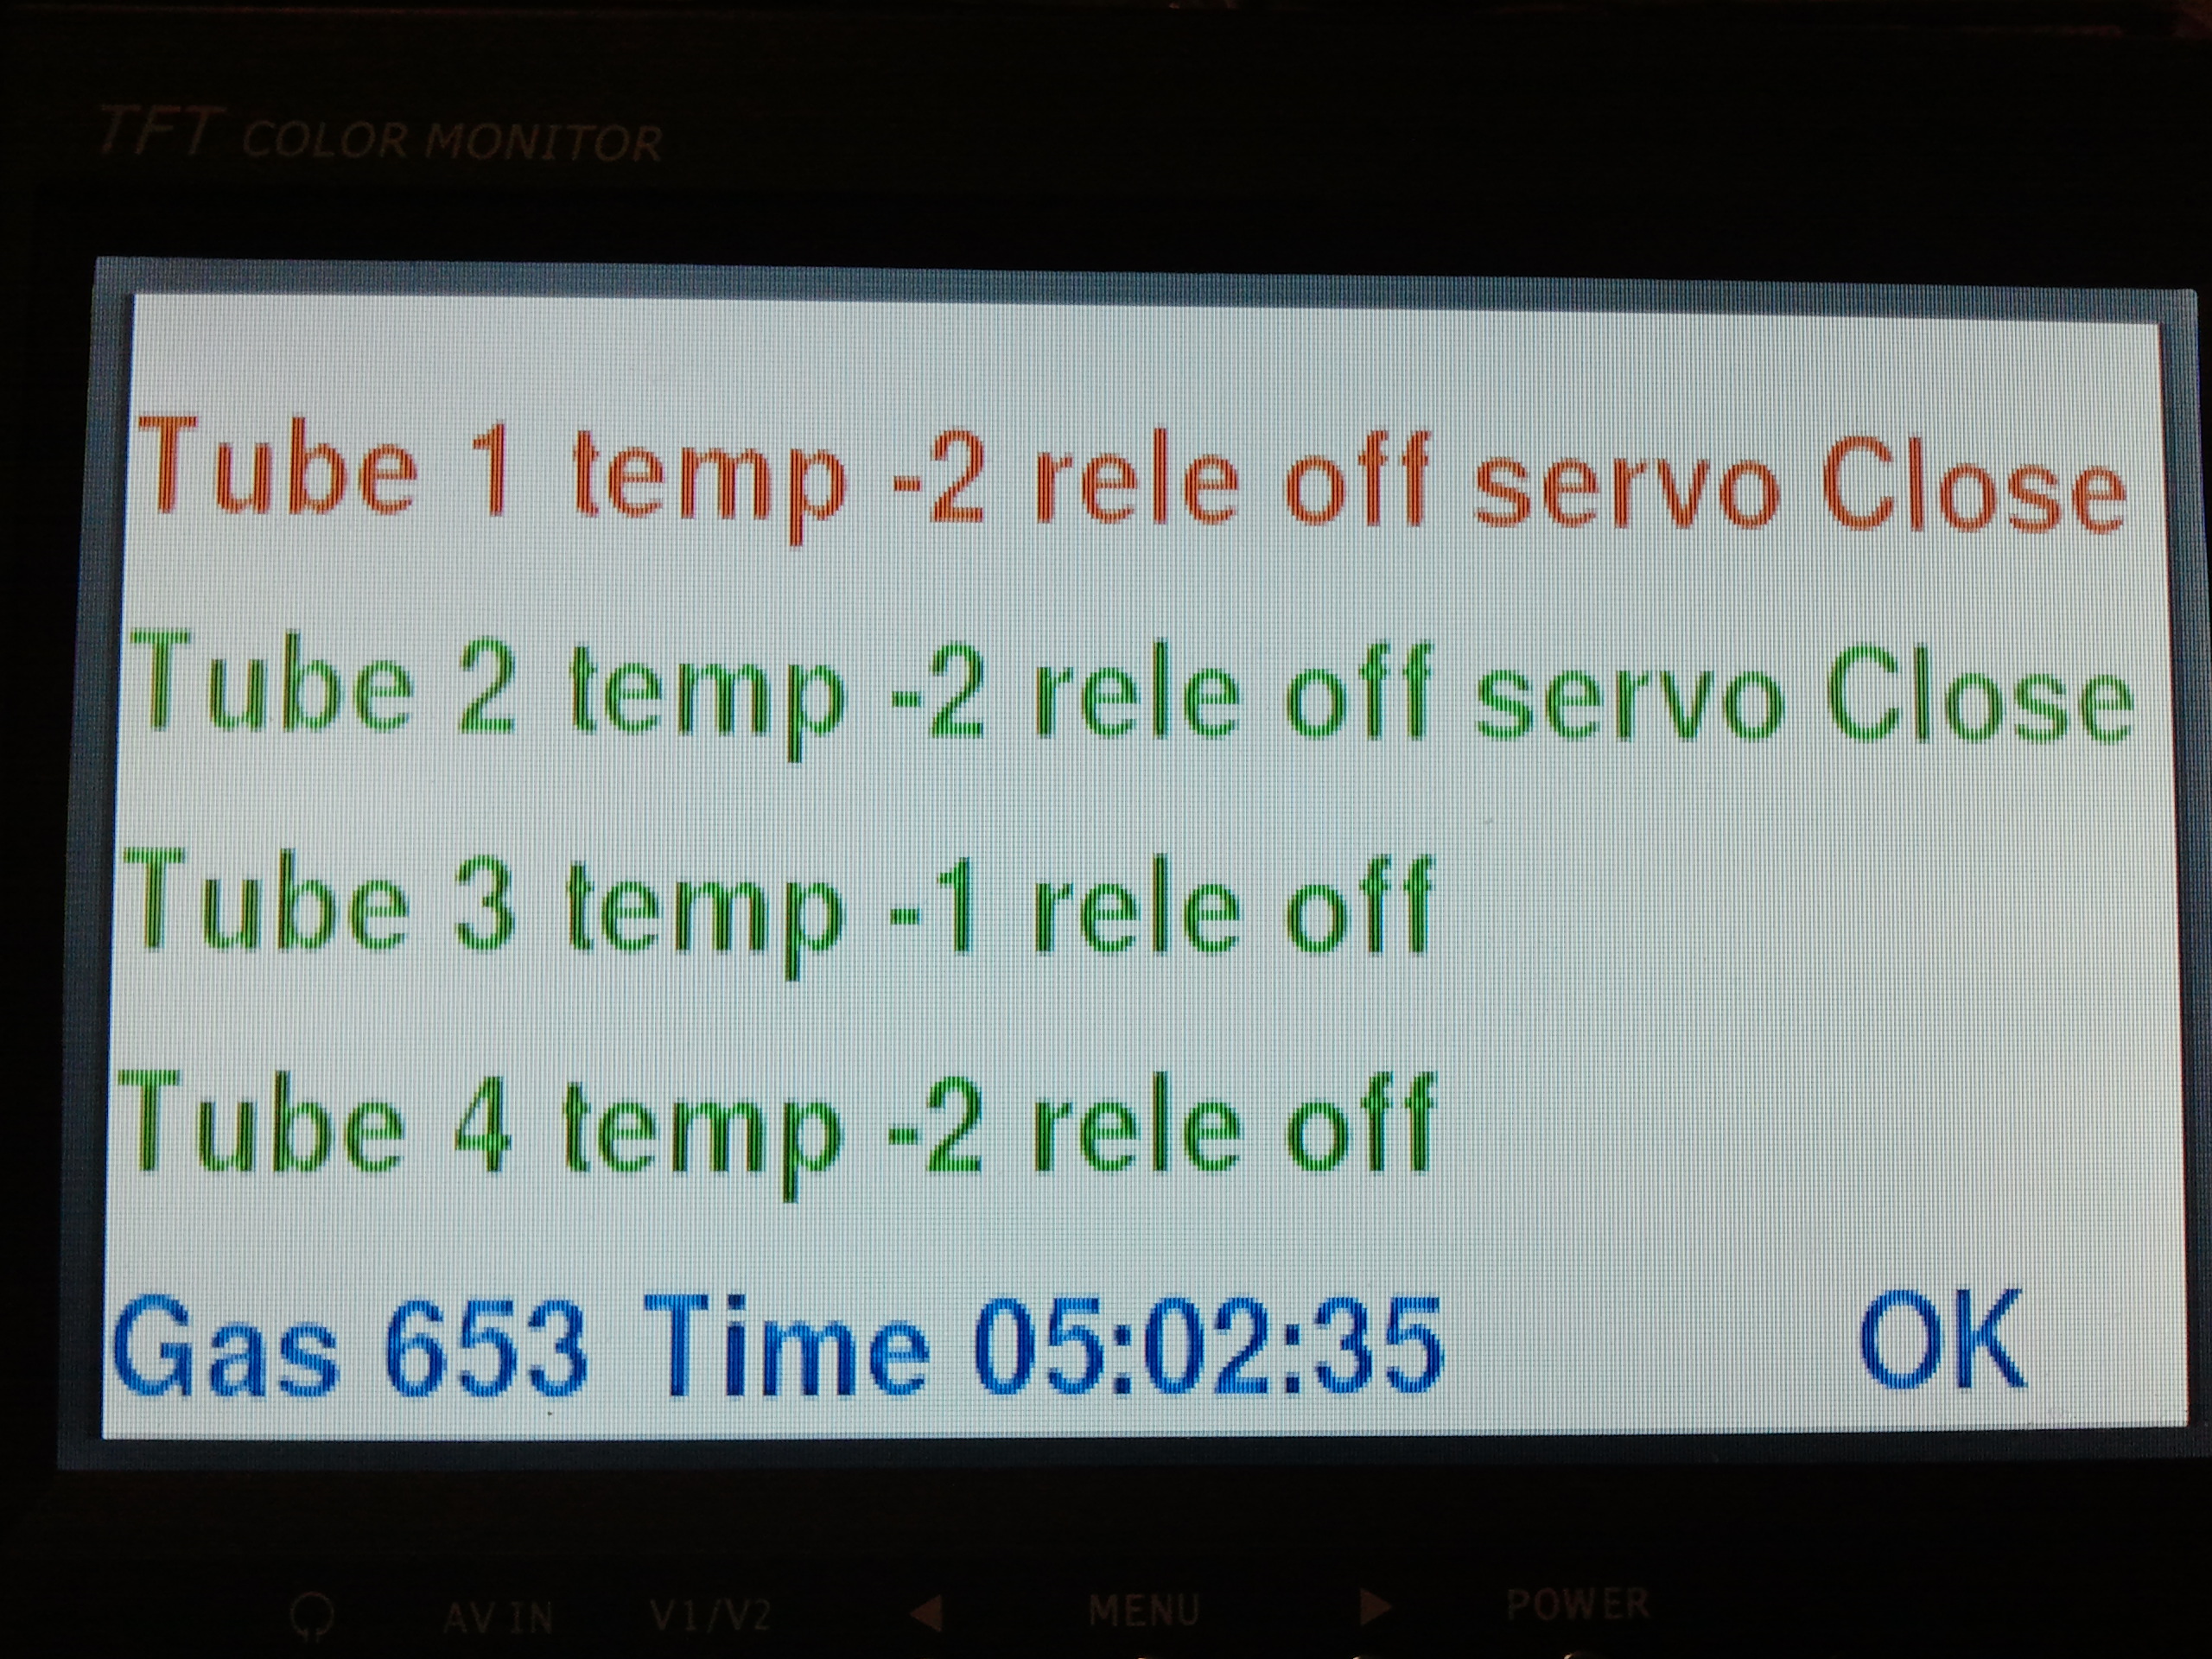 TFT COLOR MONITOR
Tube 1 temp -2 rele off servo Close
Tube 2 temp -2 rele off servo Close
Tube 3 temp -1 rele off
Tube 4 temp -2 rele off
Gas 653 Time 05:02:35 OK
AV IN V1/V2 MENU POWER